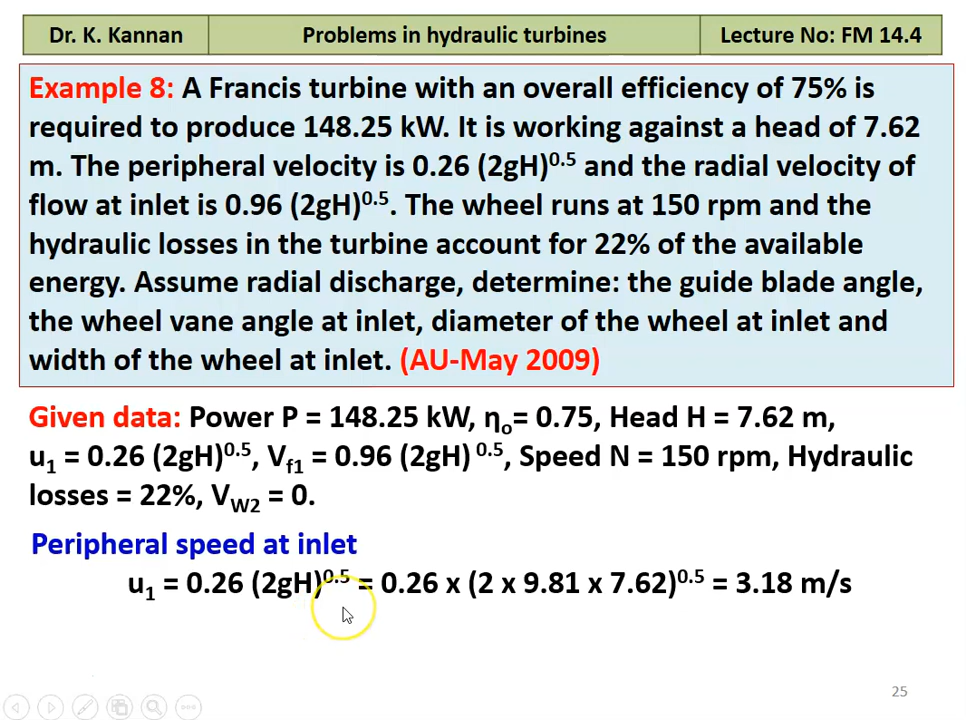 Dr. K. Kannan
Problems in hydraulic turbines
Lecture No: FM 14.4
Example 8: A Francis turbine with an overall efficiency of 75% is
required to produce 148.25 kW. It is working against a head of 7.62
m. The peripheral velocity is 0.26 (2gH)^0.5 and the radial velocity of
flow at inlet is 0.96 (2gH)^0.5. The wheel runs at 150 rpm and the
hydraulic losses in the turbine account for 22% of the available
energy. Assume radial discharge, determine: the guide blade angle,
the wheel vane angle at inlet, diameter of the wheel at inlet and
width of the wheel at inlet. (AU-May 2009)
Given data: Power P = 148.25 kW, η₀= 0.75, Head H = 7.62 m,
u₁ = 0.26 (2gH)^0.5, V_f1 = 0.96 (2gH) ^0.5, Speed N = 150 rpm, Hydraulic
losses = 22%, V_W2 = 0.
Peripheral speed at inlet
u₁ = 0.26 (2gH)^0.5 = 0.26 x (2 x 9.81 x 7.62)^0.5 = 3.18 m/s
25